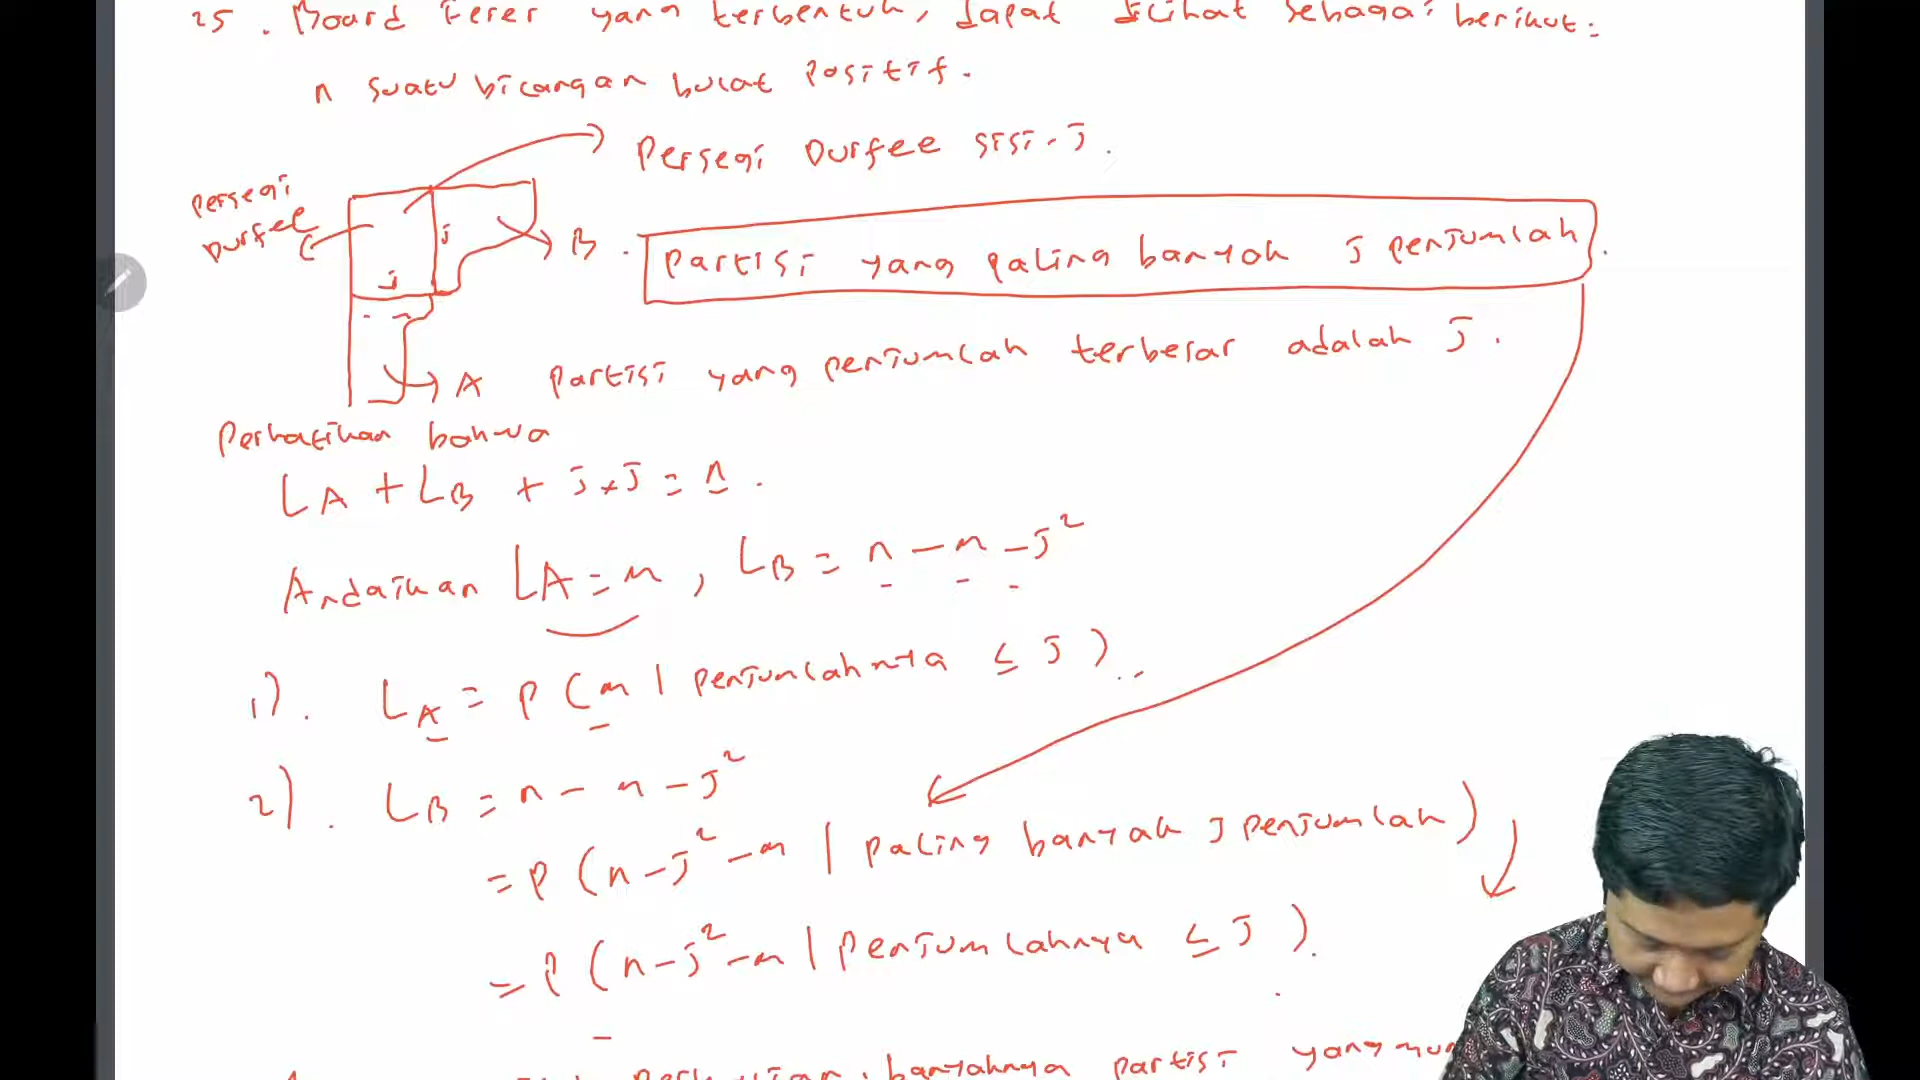 25. Board Ferer yang terbentuk, dapat dilihat sebagai berikut:
n suatu bilangan bulat positif.
Persegi Durfee sisi-j.
Persegi
Durfee
j
j
B. Partisi yang paling banyak j penjumlah.
A Partisi yang penjumlah terbesar adalah j.
Perhatikan bahwa
LA + LB + j×j = n.
Andaikan LA = m, LB = n - m - j²
1). LA = p(m | penjumlahnya ≤ j)..
2). LB = n - m - j²
= p(n-j²-m | paling banyak j penjumlah)
= p(n-j²-m | penjumlahnya ≤ j).
banyaknya partisi yang